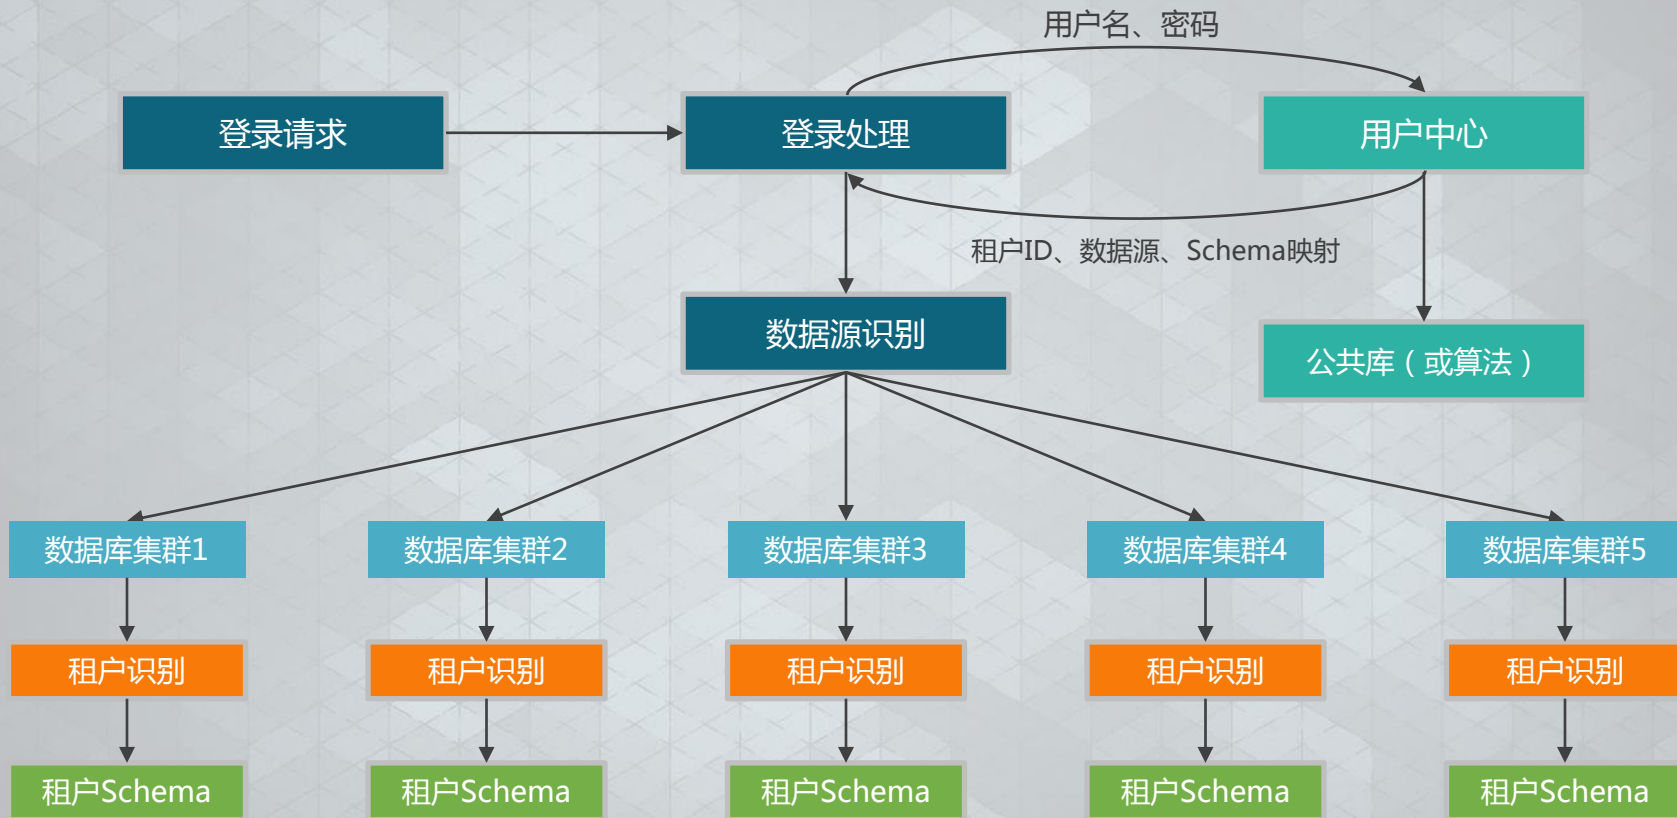 用户名、密码
登录请求
登录处理
用户中心
租户ID、数据源、Schema映射
数据源识别
公共库（或算法）
数据库集群1
数据库集群2
数据库集群3
数据库集群4
数据库集群5
租户识别
租户识别
租户识别
租户识别
租户识别
租户Schema
租户Schema
租户Schema
租户Schema
租户Schema